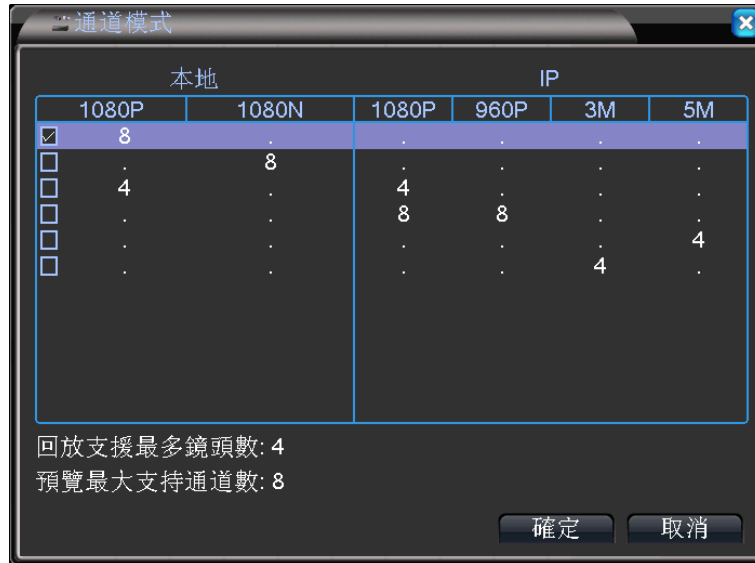 通道模式
本地 IP
1080P 1080N 1080P 960P 3M 5M
8 . . . . .
. 8 . . . .
4 . 4 . . .
. . 8 8 . .
. . . . . 4
. . . . 4 .
回放支援最多鏡頭數: 4
預覽最大支持通道數: 8
確定 取消